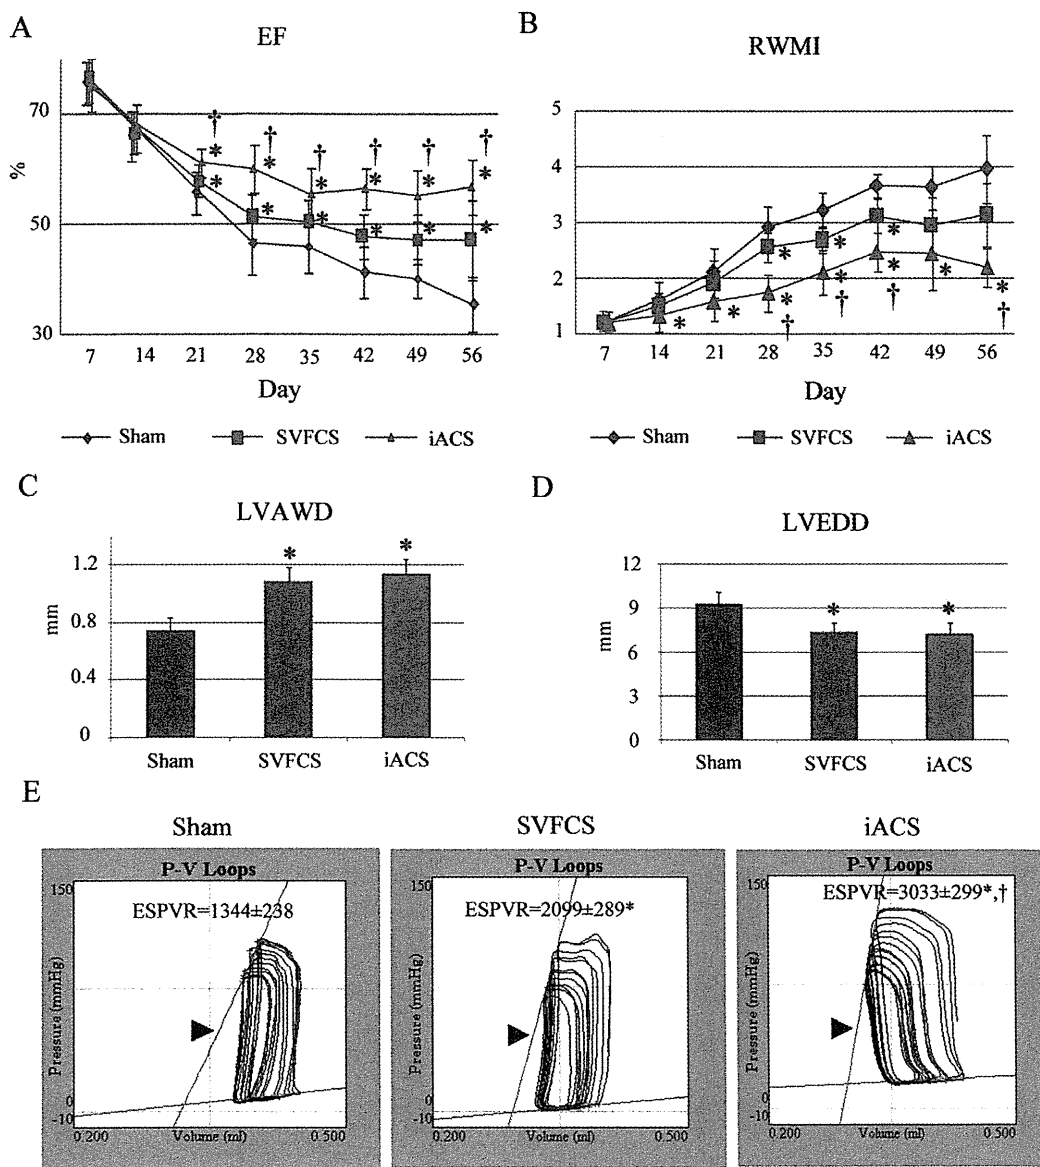 A
EF
%
70
50
30
† † † † † †
* * * * * *
* * * * * *
7 14 21 28 35 42 49 56
Day
Sham SVFCS iACS
B
RWMI
5
4
3
2
1
* * *
* * * * * * *
† † † †
7 14 21 28 35 42 49 56
Day
Sham SVFCS iACS
C
LVAWD
mm
1.2
0.8
0.4
0
* *
Sham SVFCS iACS
D
LVEDD
mm
12
9
6
3
0
* *
Sham SVFCS iACS
E
Sham
P-V Loops
150
ESPVR=1344±238
Pressure (mmHg)
0
-10
0.200 Volume (ml) 0.500
SVFCS
P-V Loops
150
ESPVR=2099±289*
Pressure (mmHg)
0
-10
0.200 Volume (ml) 0.500
iACS
P-V Loops
150
ESPVR=3033±299*,†
Pressure (mmHg)
0
-10
0.200 Volume (ml) 0.500